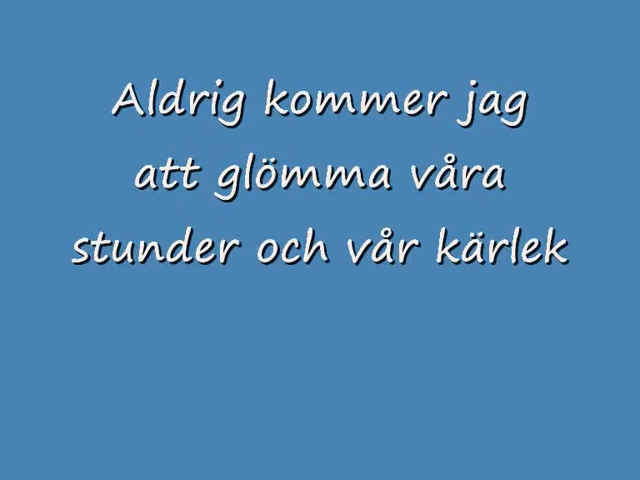 Aldrig kommer jag
att glömma våra
stunder och vår kärlek